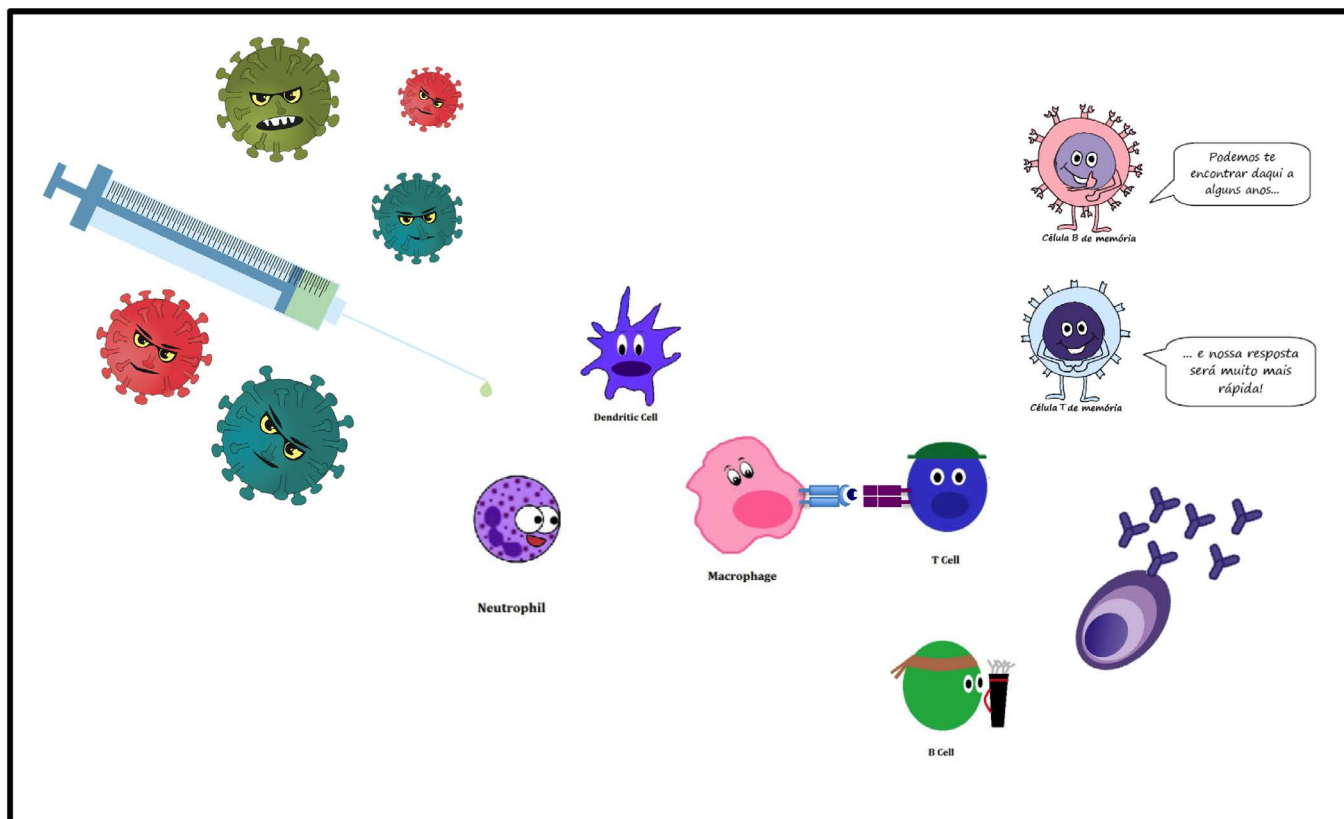 Podemos te
encontrar daqui a
alguns anos...
Célula B de memória
... e nossa resposta
será muito mais
rápida!
Célula T de memória
Dendritic Cell
Macrophage
T Cell
Neutrophil
B Cell